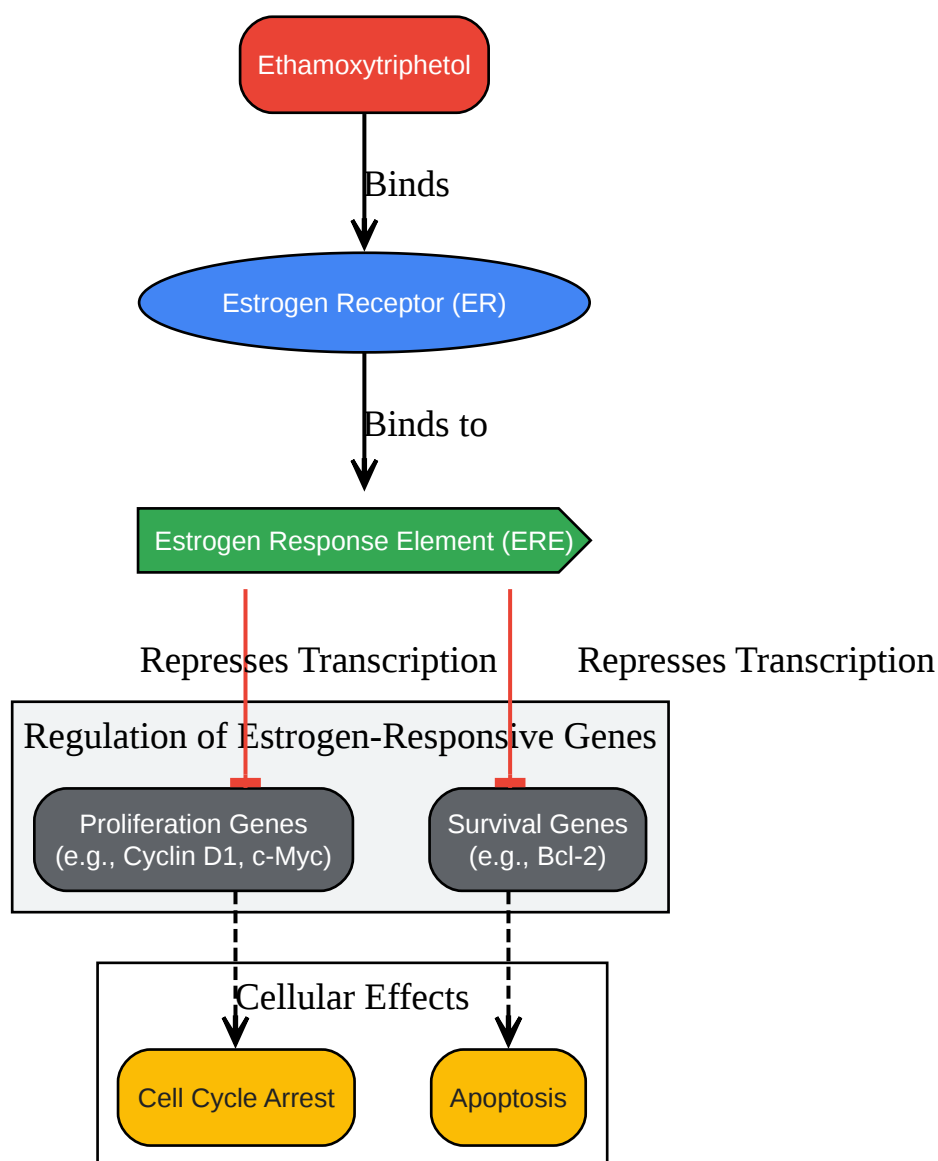 Ethamoxytriphetol
Binds
Estrogen Receptor (ER)
Binds to
Estrogen Response Element (ERE)
Represses Transcription
Represses Transcription
Regulation of Estrogen-Responsive Genes
Proliferation Genes
(e.g., Cyclin D1, c-Myc)
Survival Genes
(e.g., Bcl-2)
Cellular Effects
Cell Cycle Arrest
Apoptosis